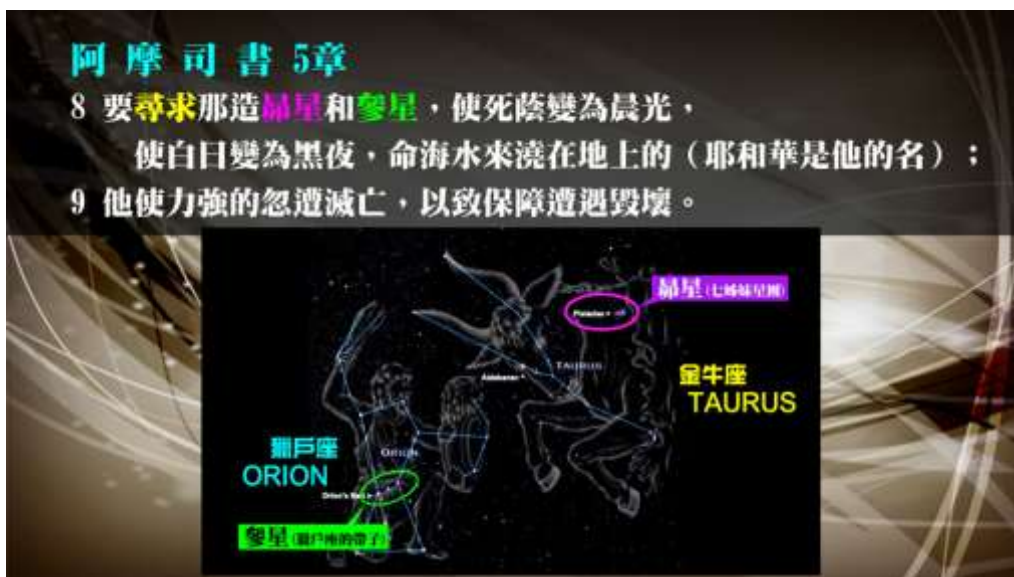 阿摩司書 5章
8 要尋求那造昴星和參星，使死蔭變為晨光，
使白日變為黑夜，命海水來澆在地上的（耶和華是他的名）；
9 他使力強的忽遭滅亡，以致保障遭遇毀壞。
昴星(七姊妹星團)
Pleiades
TAURUS
Aldebaran
金牛座
TAURUS
獵戶座
ORION
ORION
Orion's Belt
參星(獵戶座的帶子)